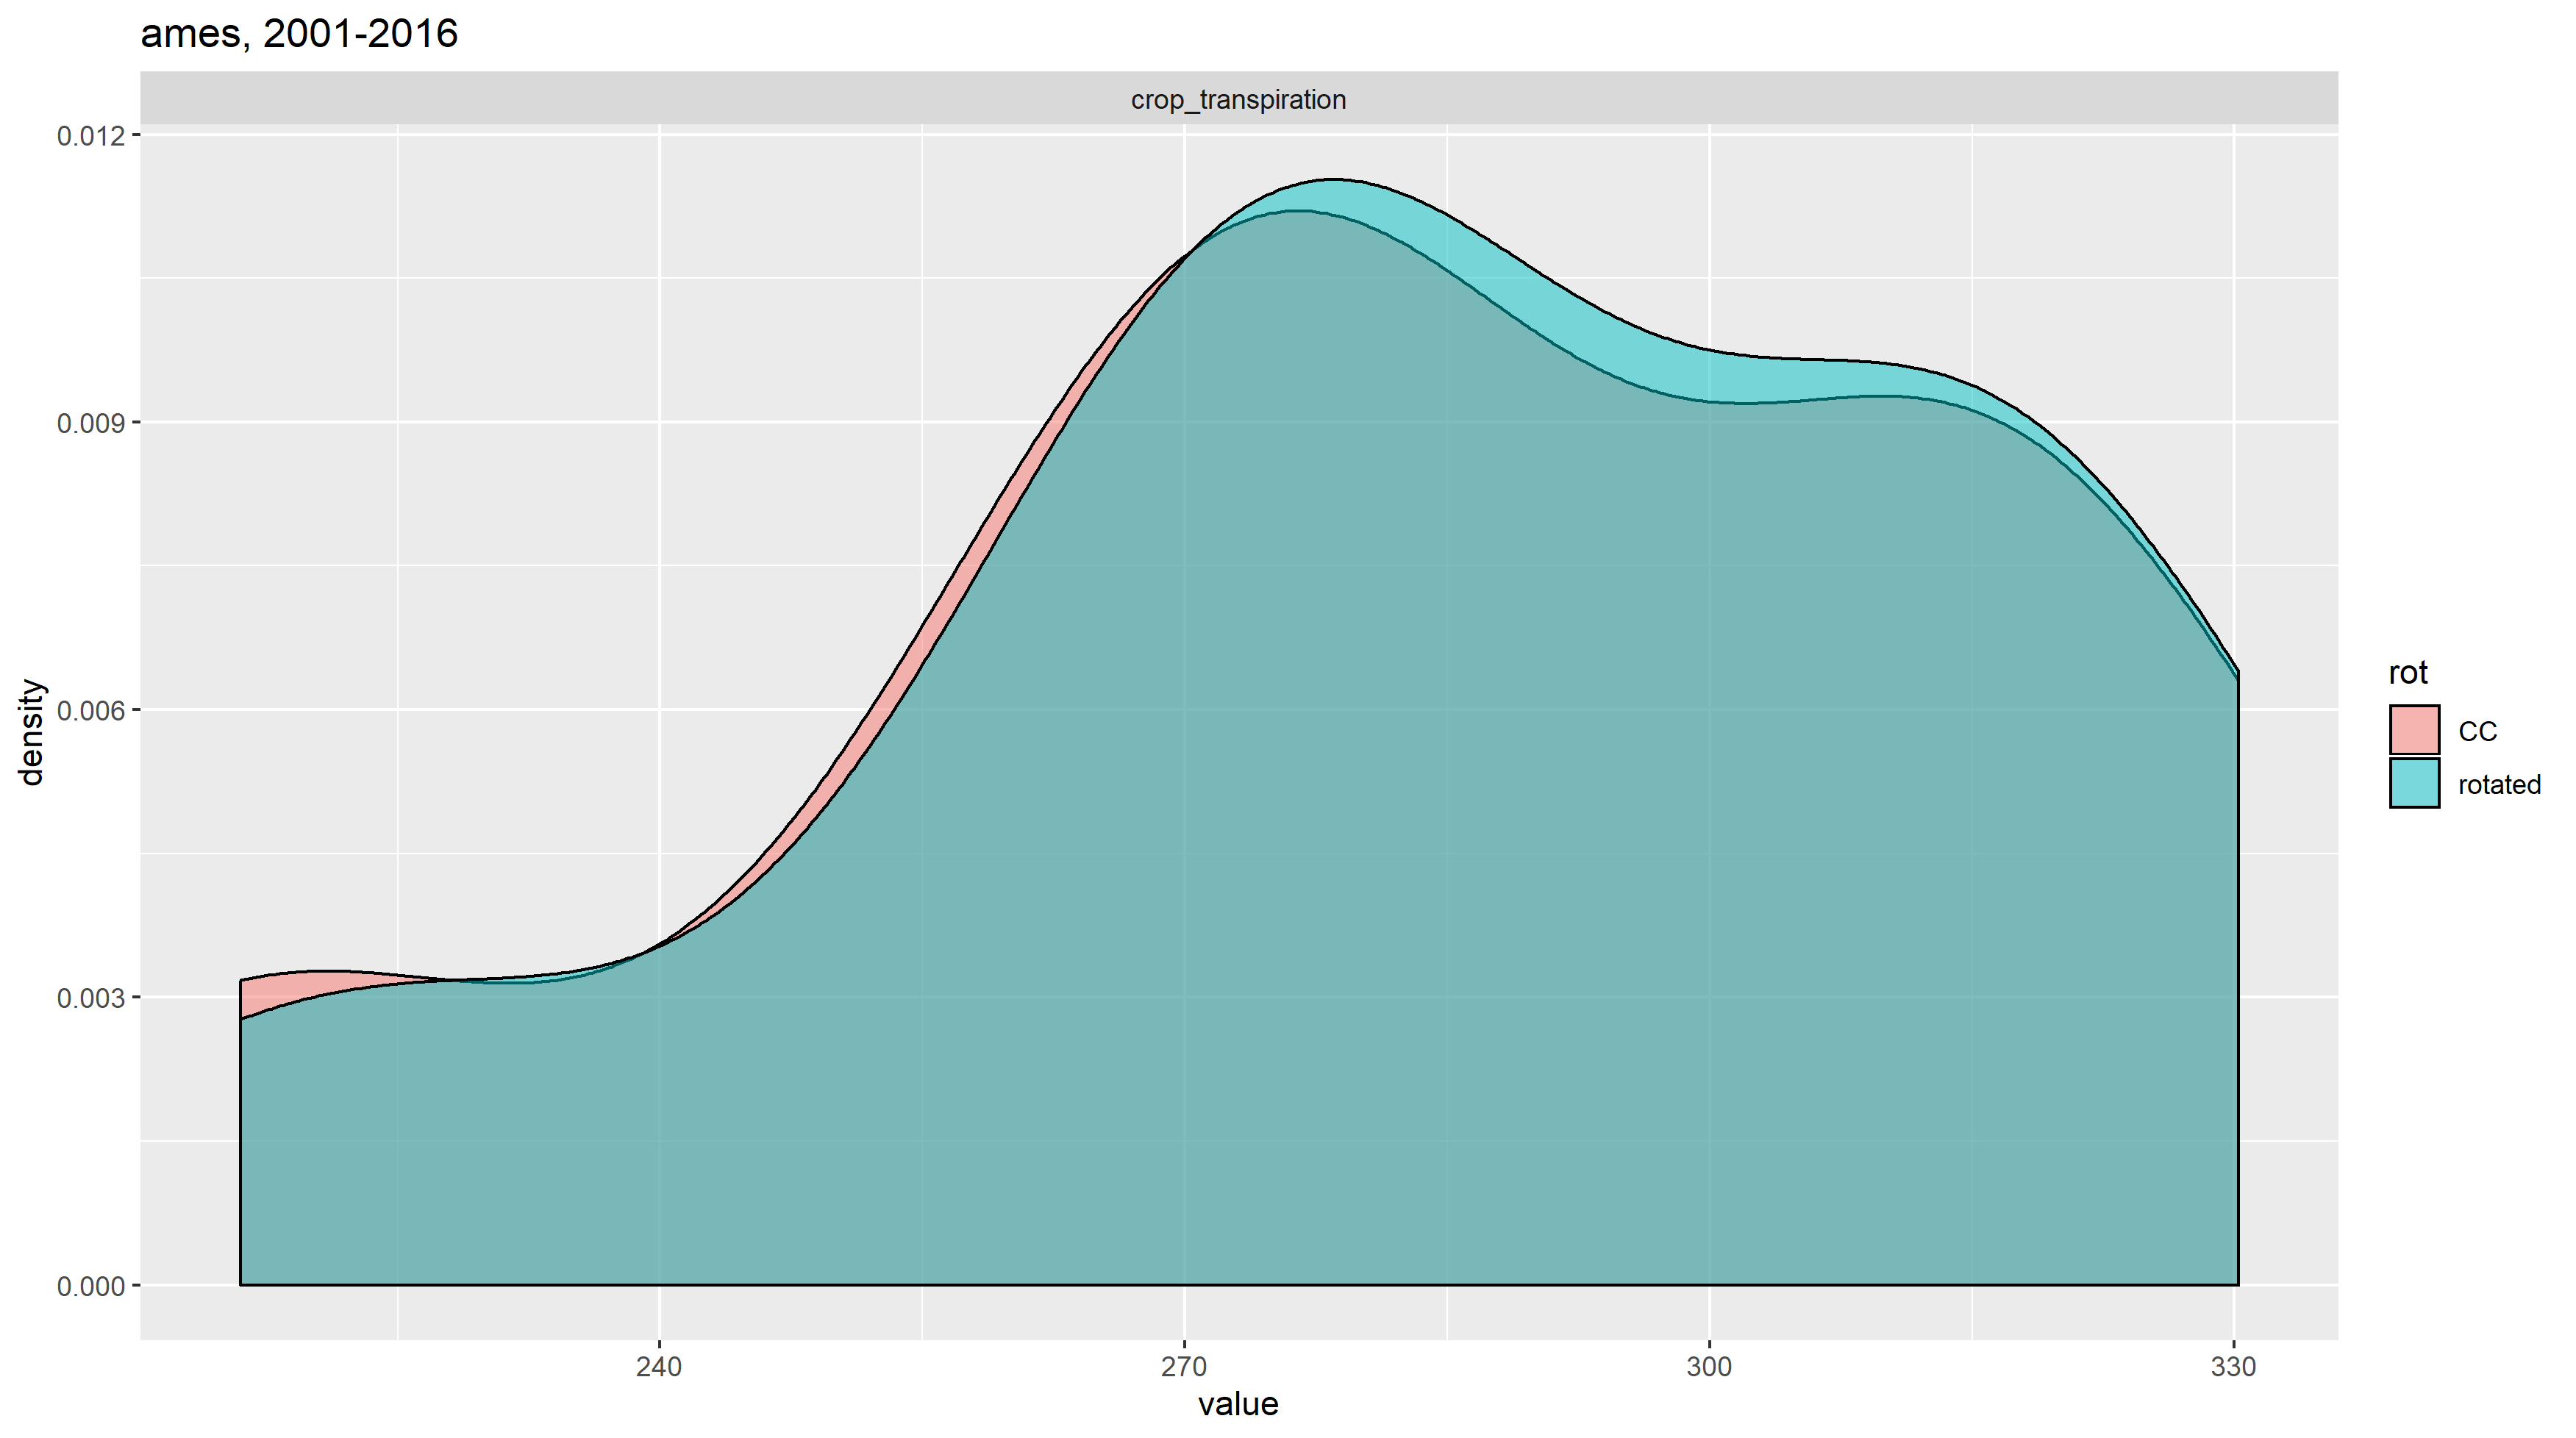 ames, 2001-2016
crop_transpiration
0.012
0.009
0.006
0.003
0.000
density
240 270 300 330
value
rot
CC
rotated